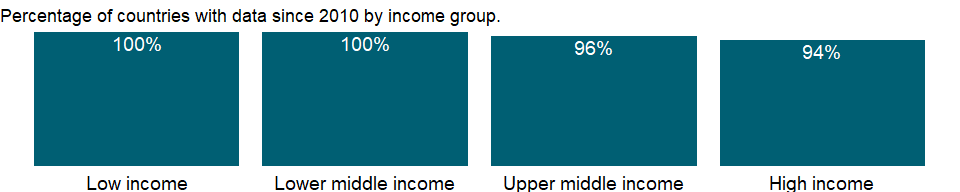 Percentage of countries with data since 2010 by income group.
100% 100% 96% 94%
Low income Lower middle income Upper middle income High income